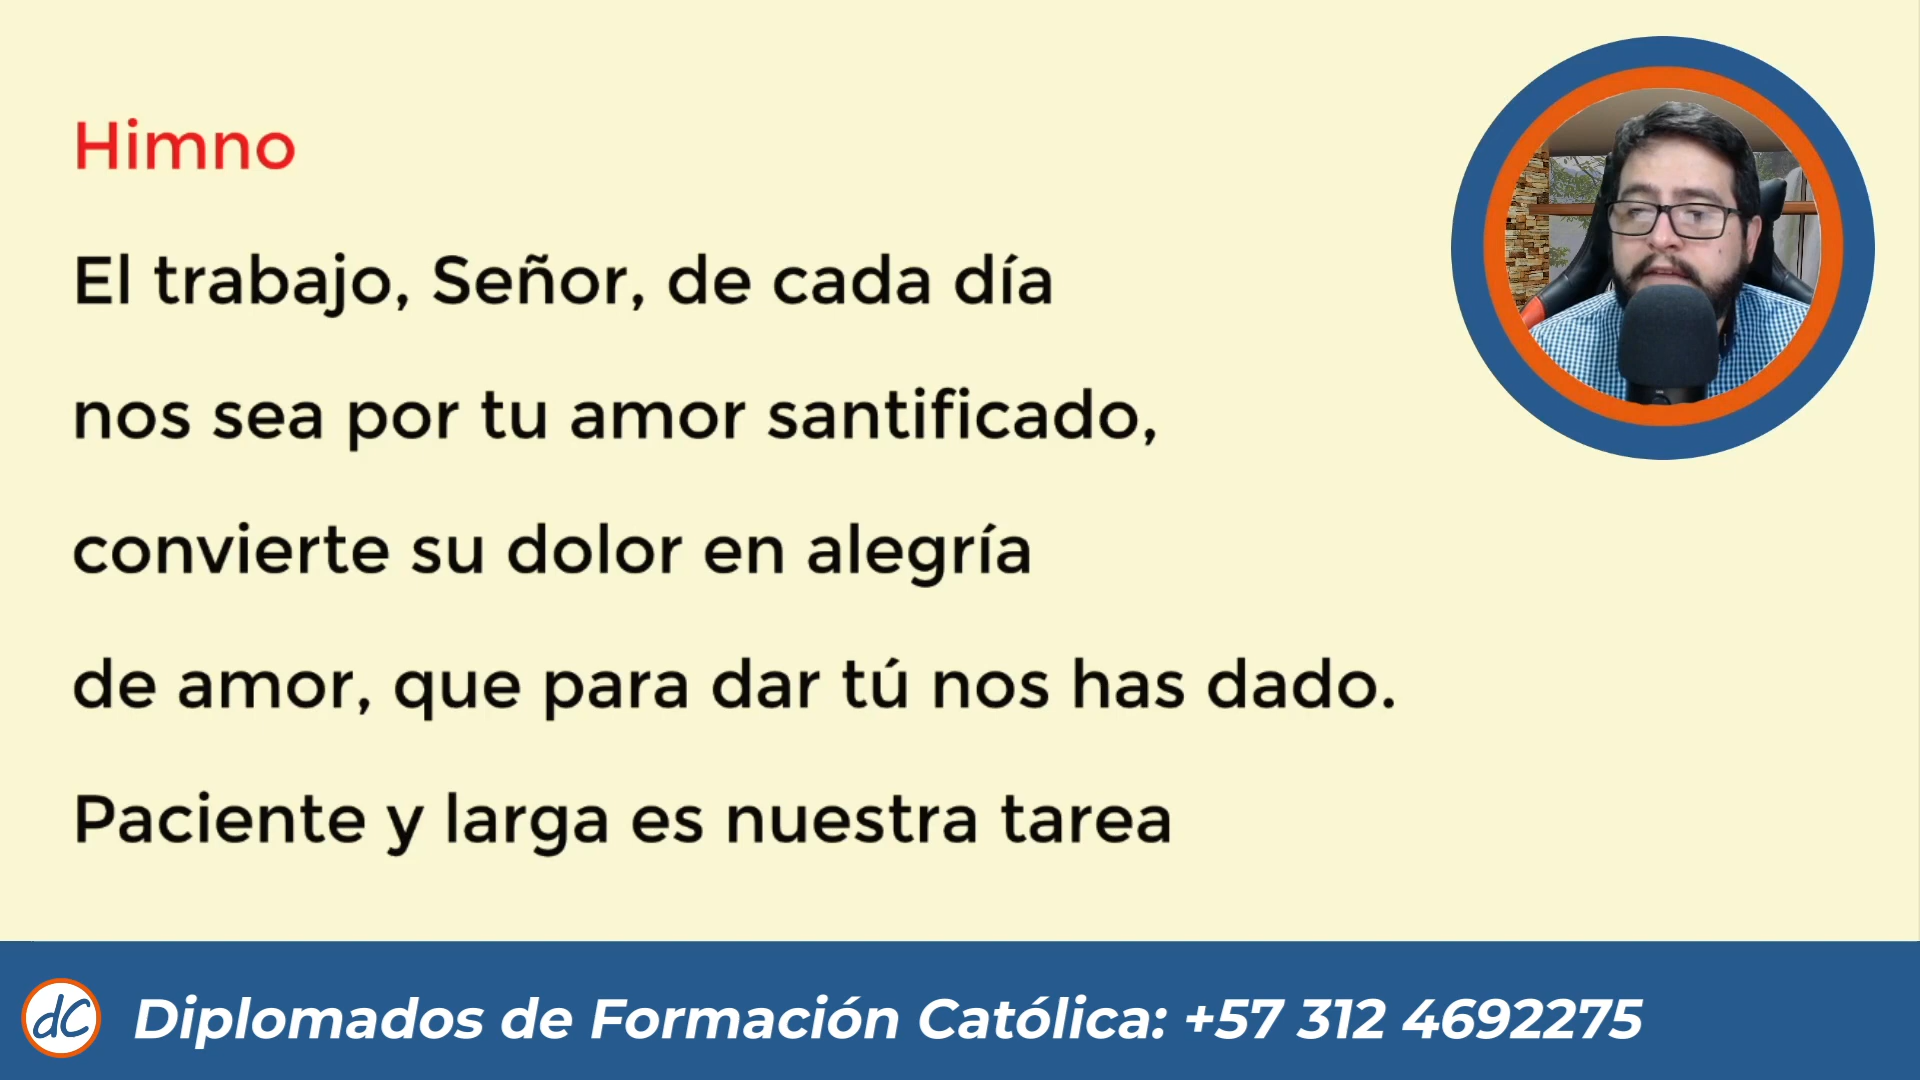 Himno
El trabajo, Señor, de cada día
nos sea por tu amor santificado,
convierte su dolor en alegría
de amor, que para dar tú nos has dado.
Paciente y larga es nuestra tarea
dC Diplomados de Formación Católica: +57 312 4692275